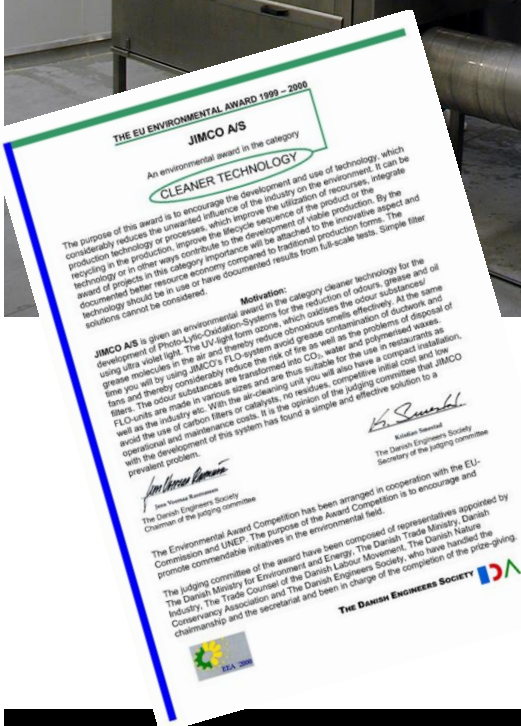 THE EU ENVIRONMENTAL AWARD 1999 – 2000
JIMCO A/S
An environmental award in the category
CLEANER TECHNOLOGY
The purpose of this award is to encourage the development and use of technology, which
considerably reduces the unwanted influence of the industry on the environment. It can be
production technology or processes, which improve the utilization of recourses, integrate
recycling in the production, improve the lifecycle sequence of the product or the
technology or in other ways contribute to the development of viable production. By the
award of projects in this category importance will be attached to the innovative aspect and
documented better resource economy compared to traditional production forms. The
technology should be in use or have documented results from full-scale tests. Simple filter
solutions cannot be considered.
Motivation:
JIMCO A/S is given an environmental award in the category cleaner technology for the
development of Photo-Lytic-Oxidation-Systems for the reduction of odours, grease and oil
using ultra violet light. The UV-light form ozone, which oxidises the odour substances/
grease molecules in the air and thereby reduce obnoxious smells effectively. At the same
time you will by using JIMCO's FLO-system avoid grease contamination of ductwork and
fans and thereby considerably reduce the risk of fire as well as the problems of disposal of
filters. The odour substances are transformed into CO₂, water and polymerised waxes.
FLO-units are made in various sizes and are thus suitable for the use in restaurants as
well as the industry etc. With the air-cleaning unit you will also have a compact installation,
avoid the use of carbon filters or catalysts, no residues, competitive initial cost and low
operational and maintenance costs. It is the opinion of the judging committee that JIMCO
with the development of this system has found a simple and effective solution to a
prevalent problem.
Jens Vorsøe Rasmussen
The Danish Engineers Society
Chairman of the judging committee
Kristian Smestad
The Danish Engineers Society
Secretary of the judging committee
The Environmental Award Competition has been arranged in cooperation with the EU-
Commission and UNEP. The purpose of the Award Competition is to encourage and
promote commendable initiatives in the environmental field.
The judging committee of the award have been composed of representatives appointed by
The Danish Ministry for Environment and Energy, The Danish Trade Ministry, Danish
Industry, The Trade Counsel of the Danish Labour Movement, The Danish Nature
Conservancy Association and The Danish Engineers Society, who have handled the
chairmanship and the secretariat and been in charge of the completion of the prize-giving.
THE DANISH ENGINEERS SOCIETY
EEA 2000